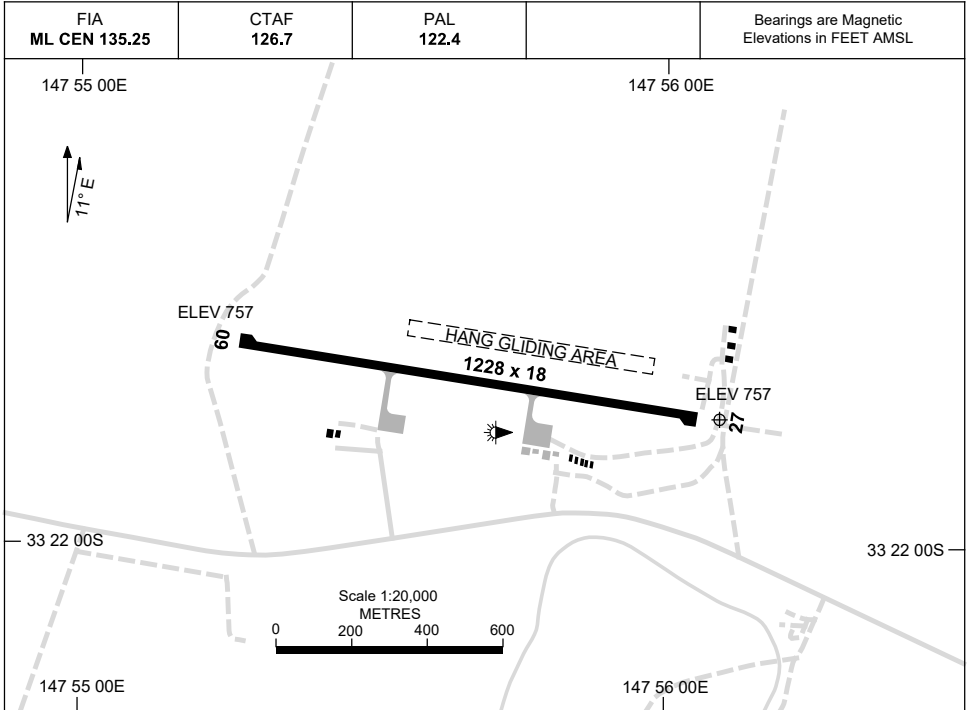 FIA
ML CEN 135.25
CTAF
126.7
PAL
122.4
Bearings are Magnetic
Elevations in FEET AMSL
147 55 00E
147 56 00E
11° E
ELEV 757
09
HANG GLIDING AREA
1228 x 18
ELEV 757
27
33 22 00S
33 22 00S
Scale 1:20,000
METRES
0 200 400 600
147 55 00E
147 56 00E